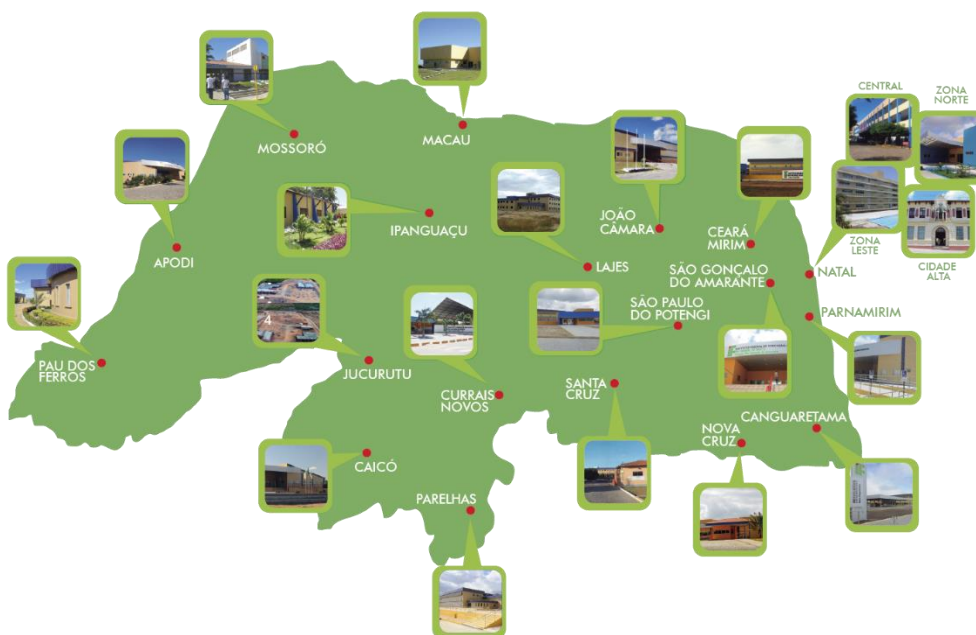 CENTRAL
ZONA
NORTE
MOSSORÓ
MACAU
IPANGUAÇU
JOÃO
CÂMARA
CEARÁ
MIRIM
ZONA
LESTE
CIDADE
ALTA
APODI
LAJES
SÃO GONÇALO
DO AMARANTE
NATAL
SÃO PAULO
DO POTENGI
PARNAMIRIM
4
PAU DOS
FERROS
JUCURUTU
CURRAIS
NOVOS
SANTA
CRUZ
NOVA
CRUZ
CANGUARETAMA
CAICÓ
PARELHAS